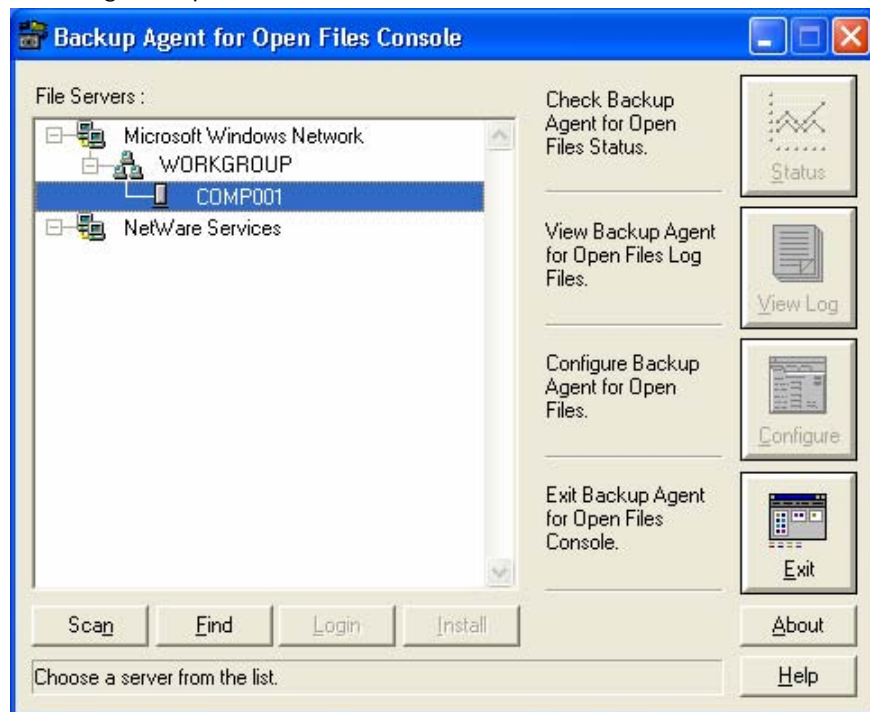 Backup Agent for Open Files Console
File Servers :
Microsoft Windows Network
WORKGROUP
COMP001
NetWare Services
Check Backup
Agent for Open
Files Status.
Status
View Backup Agent
for Open Files Log
Files.
View Log
Configure Backup
Agent for Open
Files.
Configure
Exit Backup Agent
for Open Files
Console.
Exit
Scan Find Login Install About
Choose a server from the list. Help